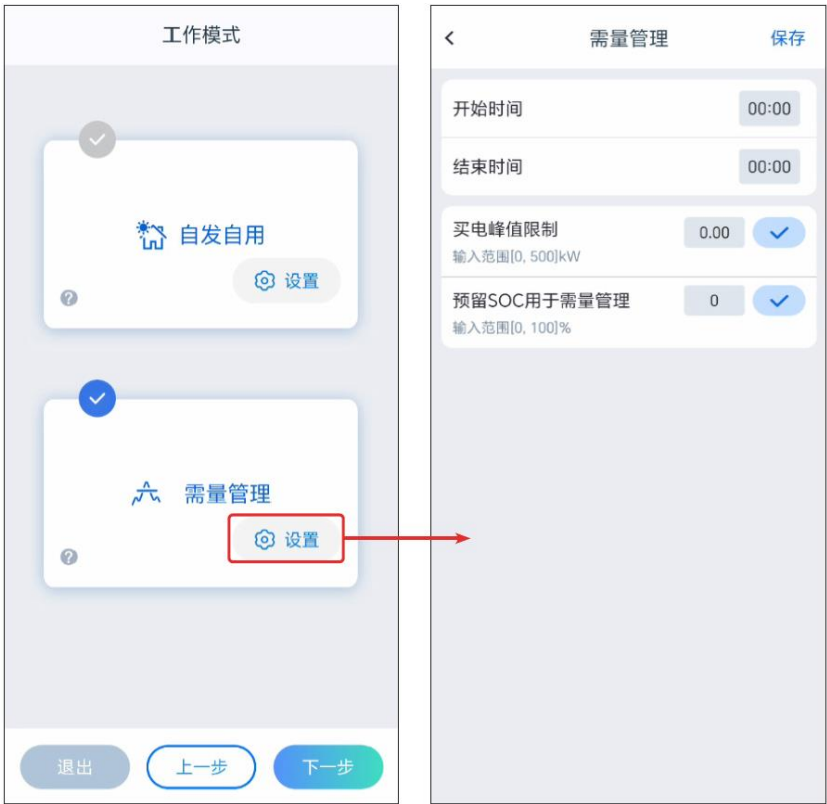 工作模式
自发自用
设置
?
需量管理
设置
?
退出
上一步
下一步
需量管理
保存
开始时间
00:00
结束时间
00:00
买电峰值限制
0.00
输入范围[0, 500]kW
预留SOC用于需量管理
0
输入范围[0, 100]%